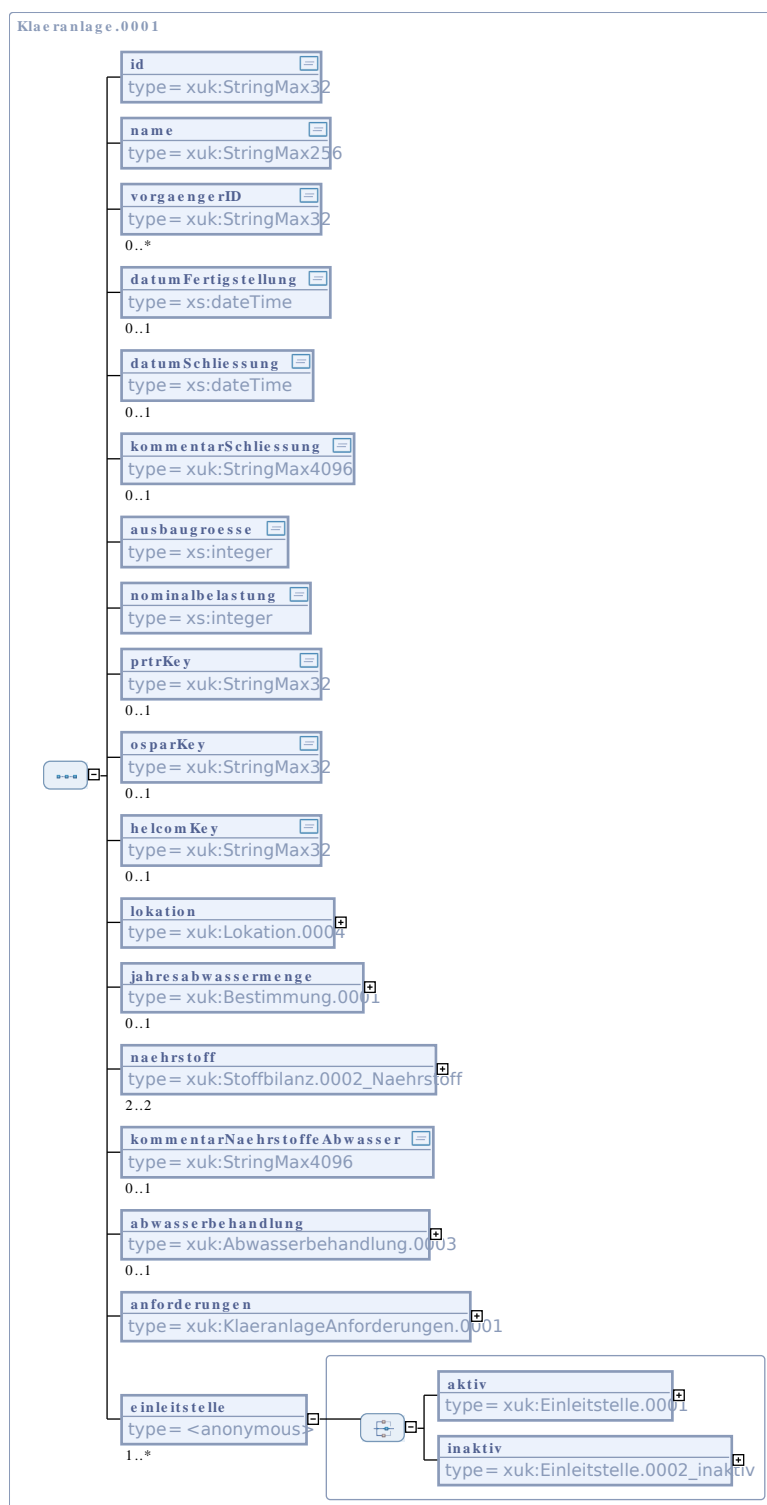 Klaeranlage.0001
id
type= xuk:StringMax32
name
type= xuk:StringMax256
vorgaengerID
type= xuk:StringMax32
0..*
datumFertigstellung
type= xs:dateTime
0..1
datumSchliessung
type= xs:dateTime
0..1
kommentarSchliessung
type= xuk:StringMax4096
0..1
ausbaugroesse
type= xs:integer
nominalbelastung
type= xs:integer
prtrKey
type= xuk:StringMax32
0..1
osparKey
type= xuk:StringMax32
0..1
helcomKey
type= xuk:StringMax32
0..1
lokation
type= xuk:Lokation.0004
jahresabwassermenge
type= xuk:Bestimmung.0001
0..1
naehrstoff
type= xuk:Stoffbilanz.0002_Naehrstoff
2..2
kommentarNaehrstoffeAbwasser
type= xuk:StringMax4096
0..1
abwasserbehandlung
type= xuk:Abwasserbehandlung.0003
0..1
anforderungen
type= xuk:KlaeranlageAnforderungen.0001
einleitstelle
type= <anonymous>
1..*
aktiv
type= xuk:Einleitstelle.0001
inaktiv
type= xuk:Einleitstelle.0002_inaktiv